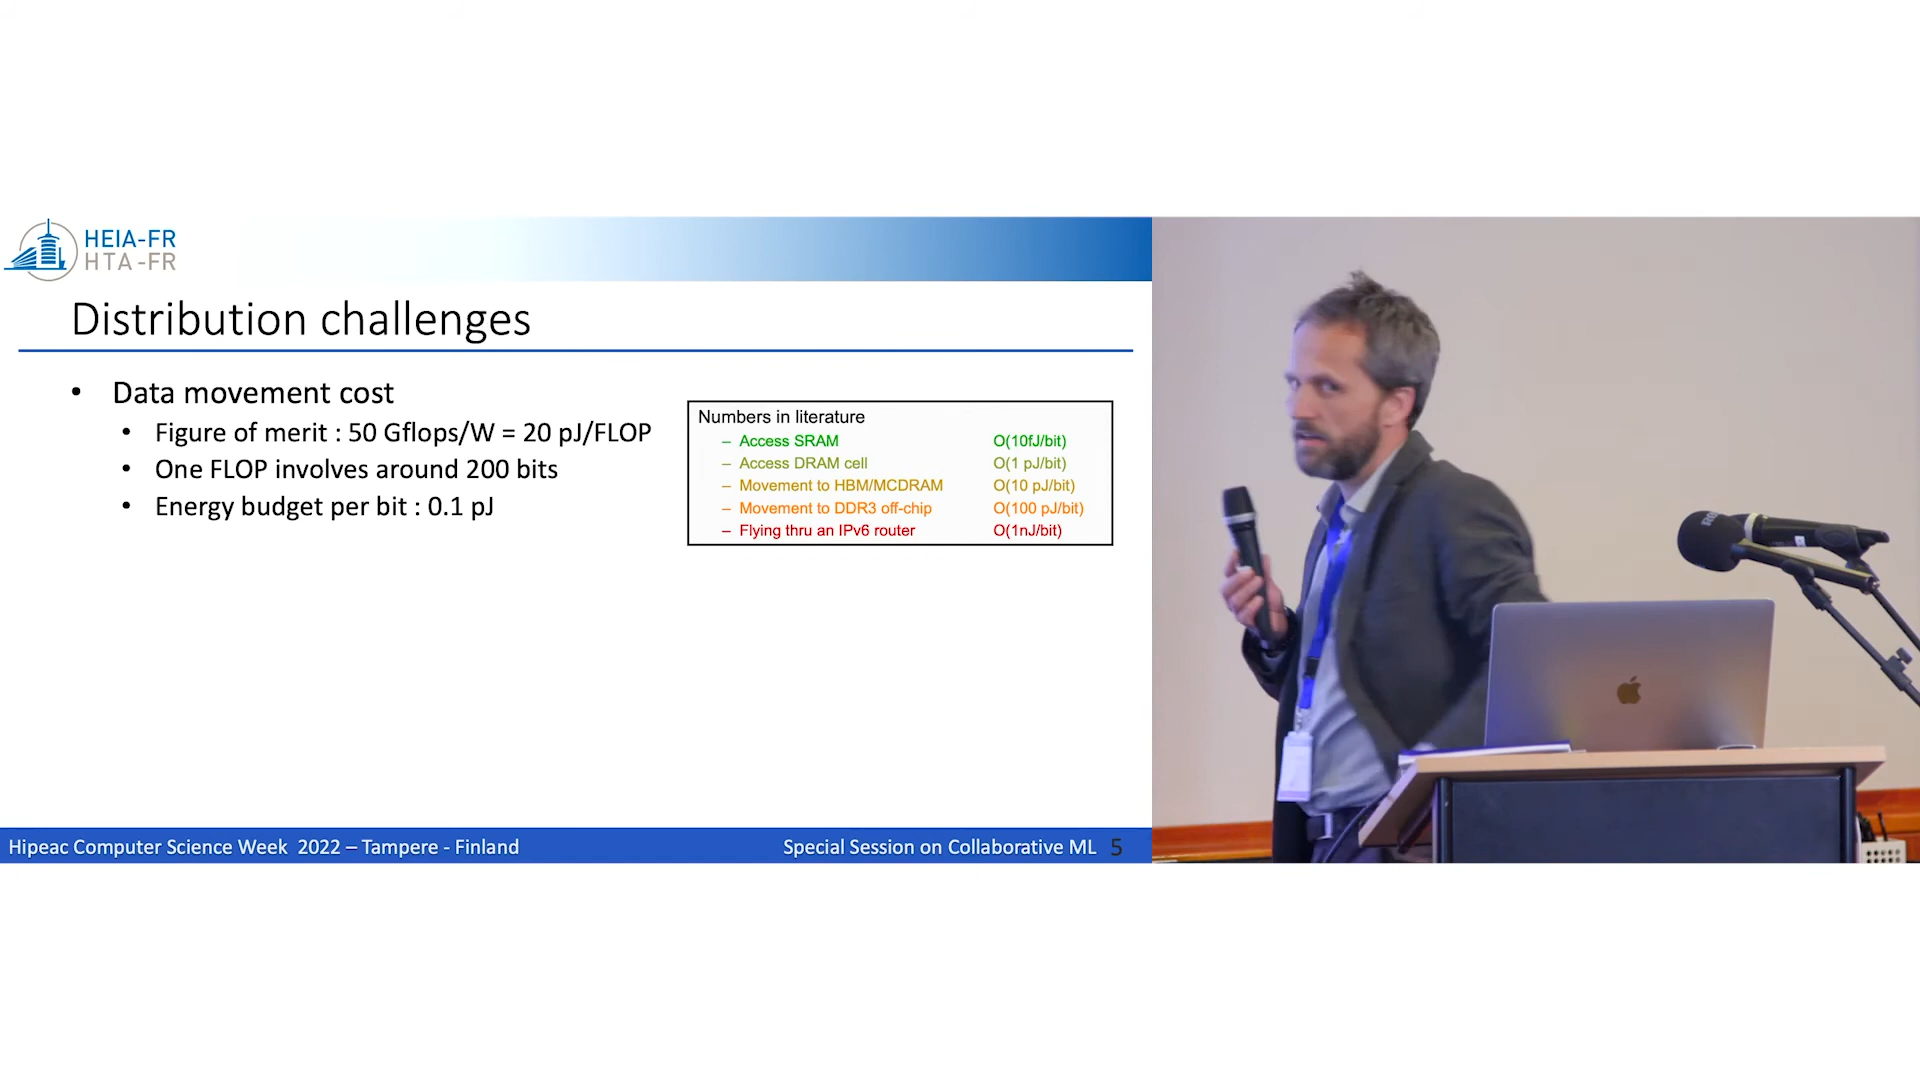 HEIA-FR
HTA-FR
Distribution challenges
• Data movement cost
• Figure of merit : 50 Gflops/W = 20 pJ/FLOP
• One FLOP involves around 200 bits
• Energy budget per bit : 0.1 pJ
Numbers in literature
– Access SRAM O(10fJ/bit)
– Access DRAM cell O(1 pJ/bit)
– Movement to HBM/MCDRAM O(10 pJ/bit)
– Movement to DDR3 off-chip O(100 pJ/bit)
– Flying thru an IPv6 router O(1nJ/bit)
Hipeac Computer Science Week 2022 – Tampere - Finland
Special Session on Collaborative ML 5